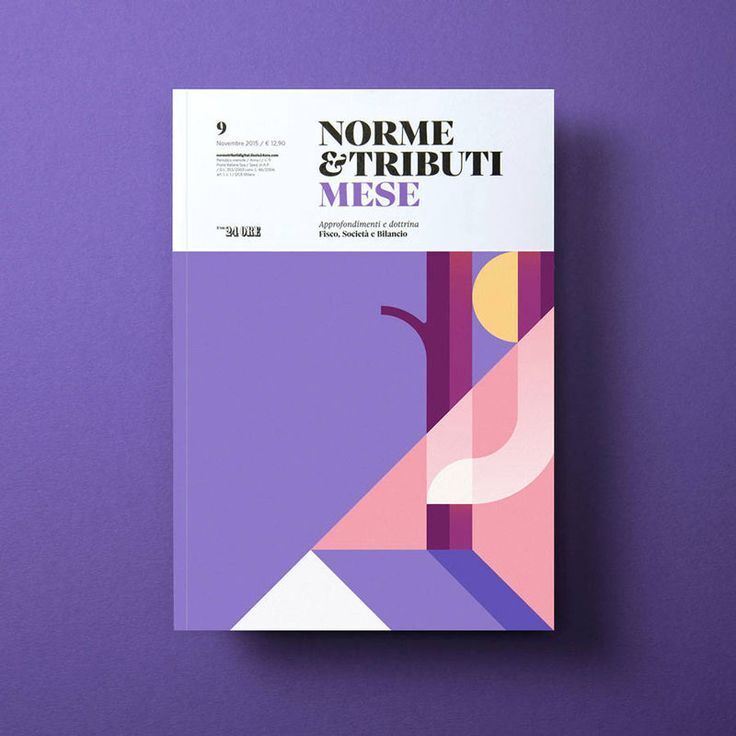 9
Novembre 2015 / € 12,90
NORME
&TRIBUTI
MESE
Approfondimenti e dottrina
Fisco, Società e Bilancio
24 ORE